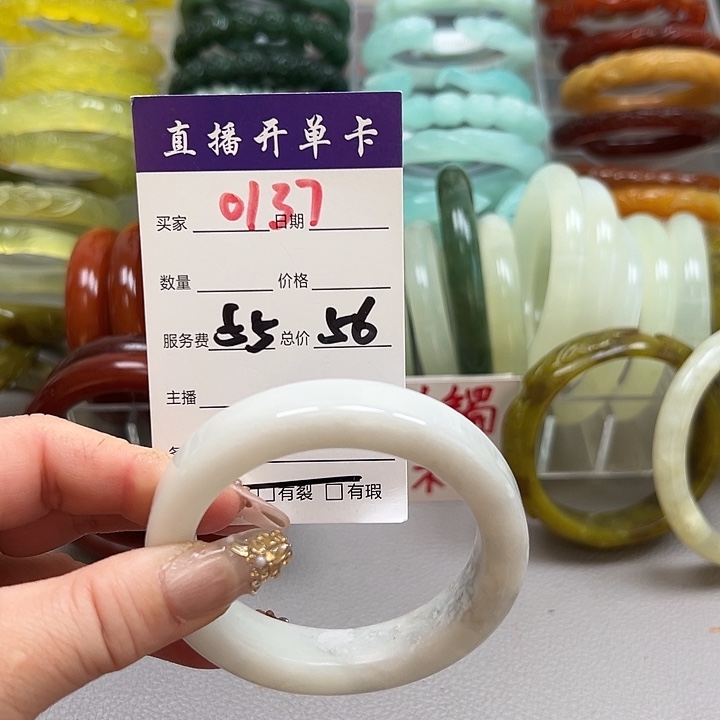 直播开单卡
买家 0137 日期
数量 价格
服务费 85 总价 56
主播
有裂 有瑕